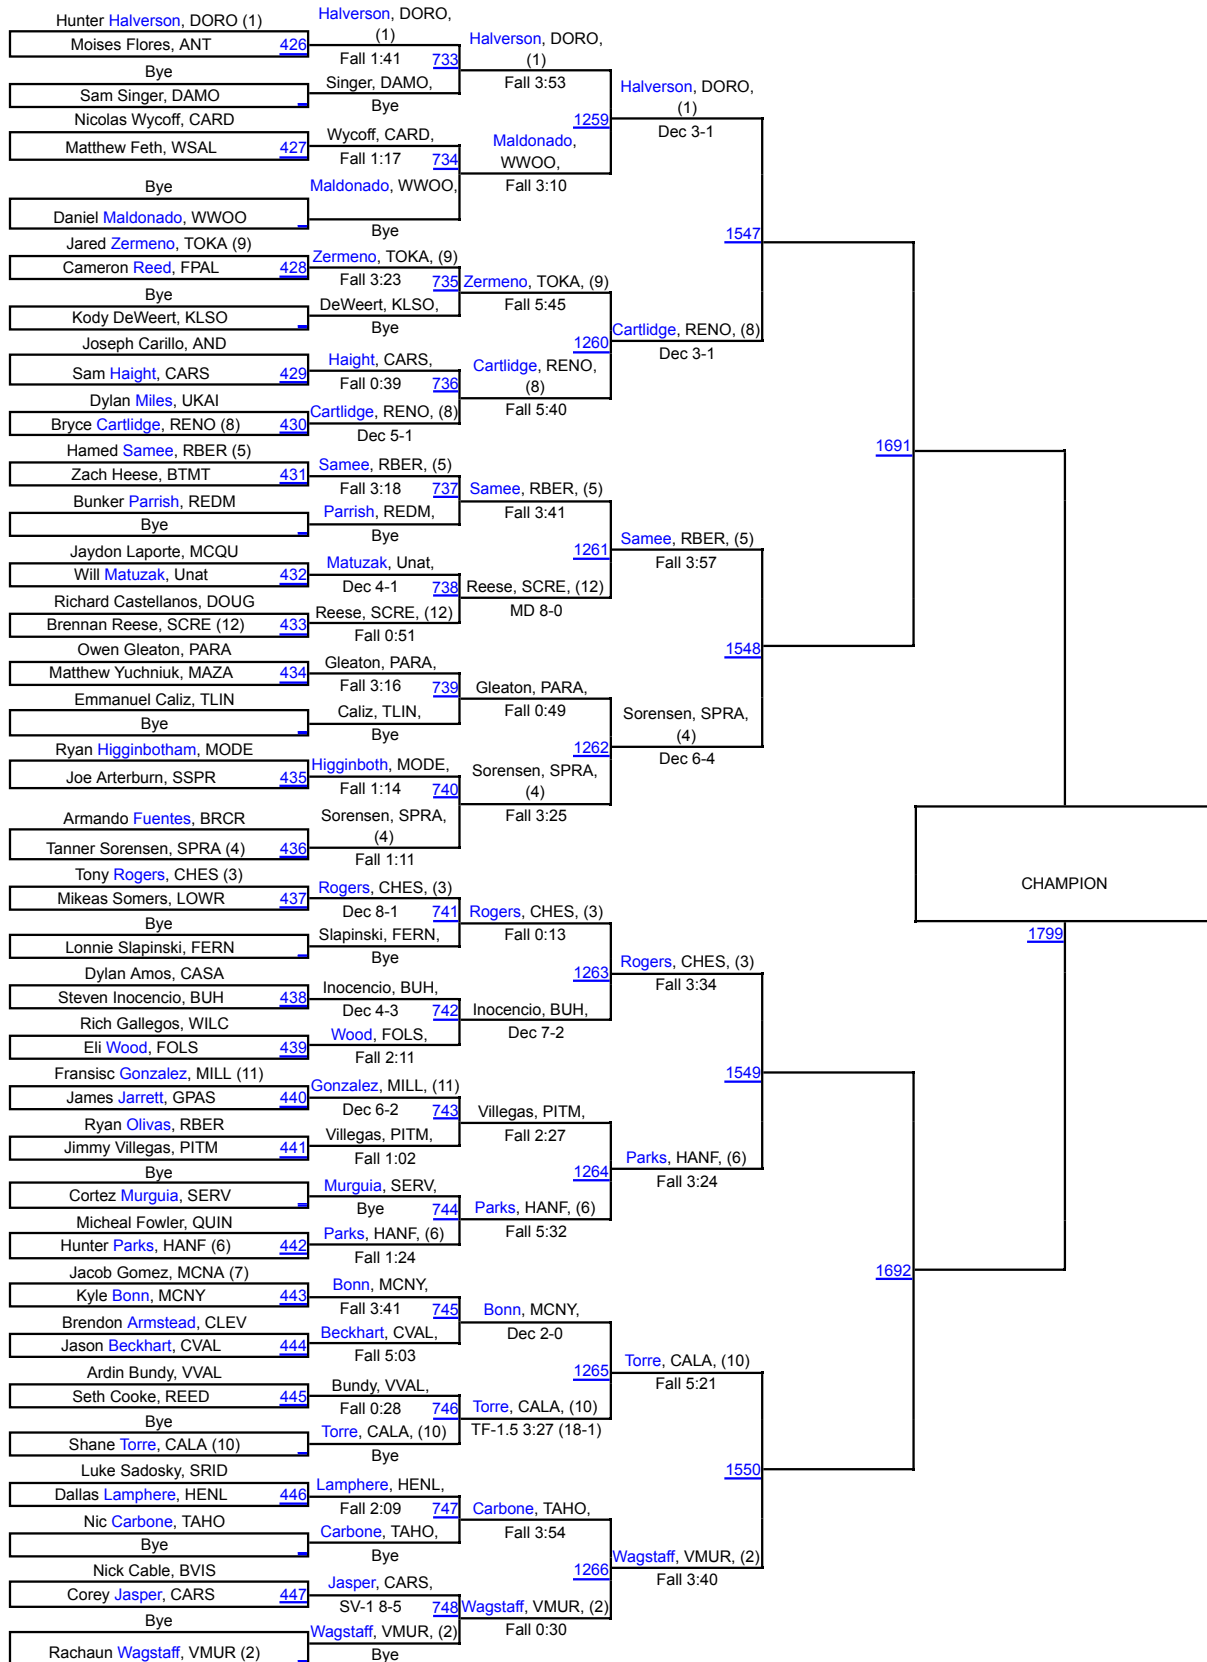 Hunter Halverson, DORO (1)
Moises Flores, ANT 426
Bye
Sam Singer, DAMO
Nicolas Wycoff, CARD
Matthew Feth, WSAL 427
Bye
Daniel Maldonado, WWOO
Jared Zermeno, TOKA (9)
Cameron Reed, FPAL 428
Bye
Kody DeWeert, KLSO
Joseph Carillo, AND
Sam Haight, CARS 429
Dylan Miles, UKAI
Bryce Cartlidge, RENO (8) 430
Hamed Samee, RBER (5)
Zach Heese, BTMT 431
Bunker Parrish, REDM
Bye
Jaydon Laporte, MCQU
Will Matuzak, Unat 432
Richard Castellanos, DOUG
Brennan Reese, SCRE (12) 433
Owen Gleaton, PARA
Matthew Yuchniuk, MAZA 434
Emmanuel Caliz, TLIN
Bye
Ryan Higginbotham, MODE
Joe Arterburn, SSPR 435
Armando Fuentes, BRCR
Tanner Sorensen, SPRA (4) 436
Tony Rogers, CHES (3)
Mikeas Somers, LOWR 437
Bye
Lonnie Slapinski, FERN
Dylan Amos, CASA
Steven Inocencio, BUH 438
Rich Gallegos, WILC
Eli Wood, FOLS 439
Fransisc Gonzalez, MILL (11)
James Jarrett, GPAS 440
Ryan Olivas, RBER
Jimmy Villegas, PITM 441
Bye
Cortez Murguia, SERV
Micheal Fowler, QUIN
Hunter Parks, HANF (6) 442
Jacob Gomez, MCNA (7)
Kyle Bonn, MCNY 443
Brendon Armstead, CLEV
Jason Beckhart, CVAL 444
Ardin Bundy, VVAL
Seth Cooke, REED 445
Bye
Shane Torre, CALA (10)
Luke Sadosky, SRID
Dallas Lamphere, HENL 446
Nic Carbone, TAHO
Bye
Nick Cable, BVIS
Corey Jasper, CARS 447
Bye
Rachaun Wagstaff, VMUR (2)
Halverson, DORO,
(1)
Fall 1:41 733
Singer, DAMO,
Bye
Wycoff, CARD,
Fall 1:17 734
Maldonado, WWOO,
Bye
Zermeno, TOKA, (9)
Fall 3:23 735
DeWeert, KLSO,
Bye
Haight, CARS,
Fall 0:39 736
Cartlidge, RENO, (8)
Dec 5-1
Samee, RBER, (5)
Fall 3:18 737
Parrish, REDM,
Bye
Matuzak, Unat,
Dec 4-1 738
Reese, SCRE, (12)
Fall 0:51
Gleaton, PARA,
Fall 3:16 739
Caliz, TLIN,
Bye
Higginboth, MODE,
Fall 1:14 740
Sorensen, SPRA,
(4)
Fall 1:11
Rogers, CHES, (3)
Dec 8-1 741
Slapinski, FERN,
Bye
Inocencio, BUH,
Dec 4-3 742
Wood, FOLS,
Fall 2:11
Gonzalez, MILL, (11)
Dec 6-2 743
Villegas, PITM,
Fall 1:02
Murguia, SERV,
Bye 744
Parks, HANF, (6)
Fall 1:24
Bonn, MCNY,
Fall 3:41 745
Beckhart, CVAL,
Fall 5:03
Bundy, VVAL,
Fall 0:28 746
Torre, CALA, (10)
Bye
Lamphere, HENL,
Fall 2:09 747
Carbone, TAHO,
Bye
Jasper, CARS,
SV-1 8-5 748
Wagstaff, VMUR, (2)
Bye
Halverson, DORO,
(1)
Fall 3:53
1259
Maldonado,
WWOO,
Fall 3:10
Zermeno, TOKA, (9)
Fall 5:45
1260
Cartlidge, RENO,
(8)
Fall 5:40
Samee, RBER, (5)
Fall 3:41
1261
Reese, SCRE, (12)
MD 8-0
Gleaton, PARA,
Fall 0:49
1262
Sorensen, SPRA,
(4)
Fall 3:25
Rogers, CHES, (3)
Fall 0:13
1263
Inocencio, BUH,
Dec 7-2
Villegas, PITM,
Fall 2:27
1264
Parks, HANF, (6)
Fall 5:32
Bonn, MCNY,
Dec 2-0
1265
Torre, CALA, (10)
TF-1.5 3:27 (18-1)
Carbone, TAHO,
Fall 3:54
1266
Wagstaff, VMUR, (2)
Fall 0:30
Halverson, DORO,
(1)
Dec 3-1
1547
Cartlidge, RENO, (8)
Dec 3-1
Samee, RBER, (5)
Fall 3:57
1548
Sorensen, SPRA,
(4)
Dec 6-4
Rogers, CHES, (3)
Fall 3:34
1549
Parks, HANF, (6)
Fall 3:24
Torre, CALA, (10)
Fall 5:21
1550
Wagstaff, VMUR, (2)
Fall 3:40
1691
1692
CHAMPION
1799